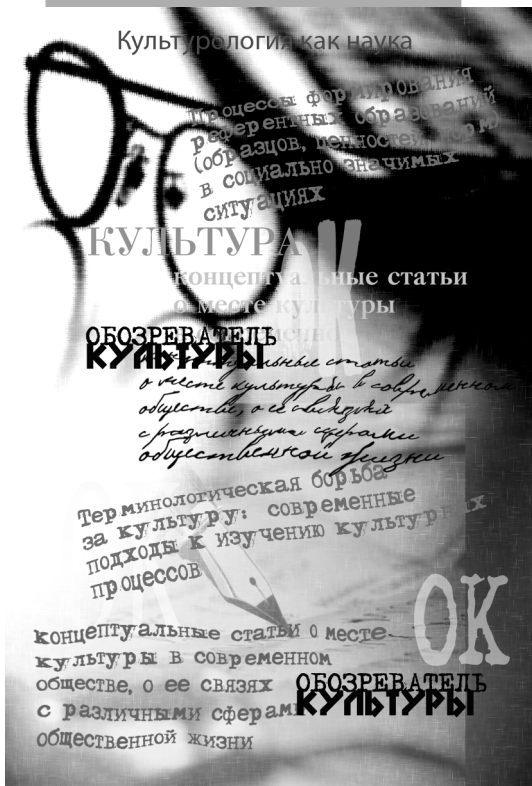 Культурология как наука
Процессы формирования
референтных образований
(образцов, ценностей, норм)
в социально значимых
ситуациях
КУЛЬТУРА
К
концептуальные статьи
о месте культуры
ОБОЗРЕВАТЕЛЬ
КУЛЬТУРЫ
концептуальные статьи
о месте культуры в современном
обществе, о ее связях
с различными сферами
общественной жизни
Терминологическая борьба
за культуру: современные
подходы к изучению культурных
процессов
ОК
концептуальные статьи о месте
культуры в современном
обществе, о ее связях
с различными сферами
общественной жизни
ОБОЗРЕВАТЕЛЬ
КУЛЬТУРЫ